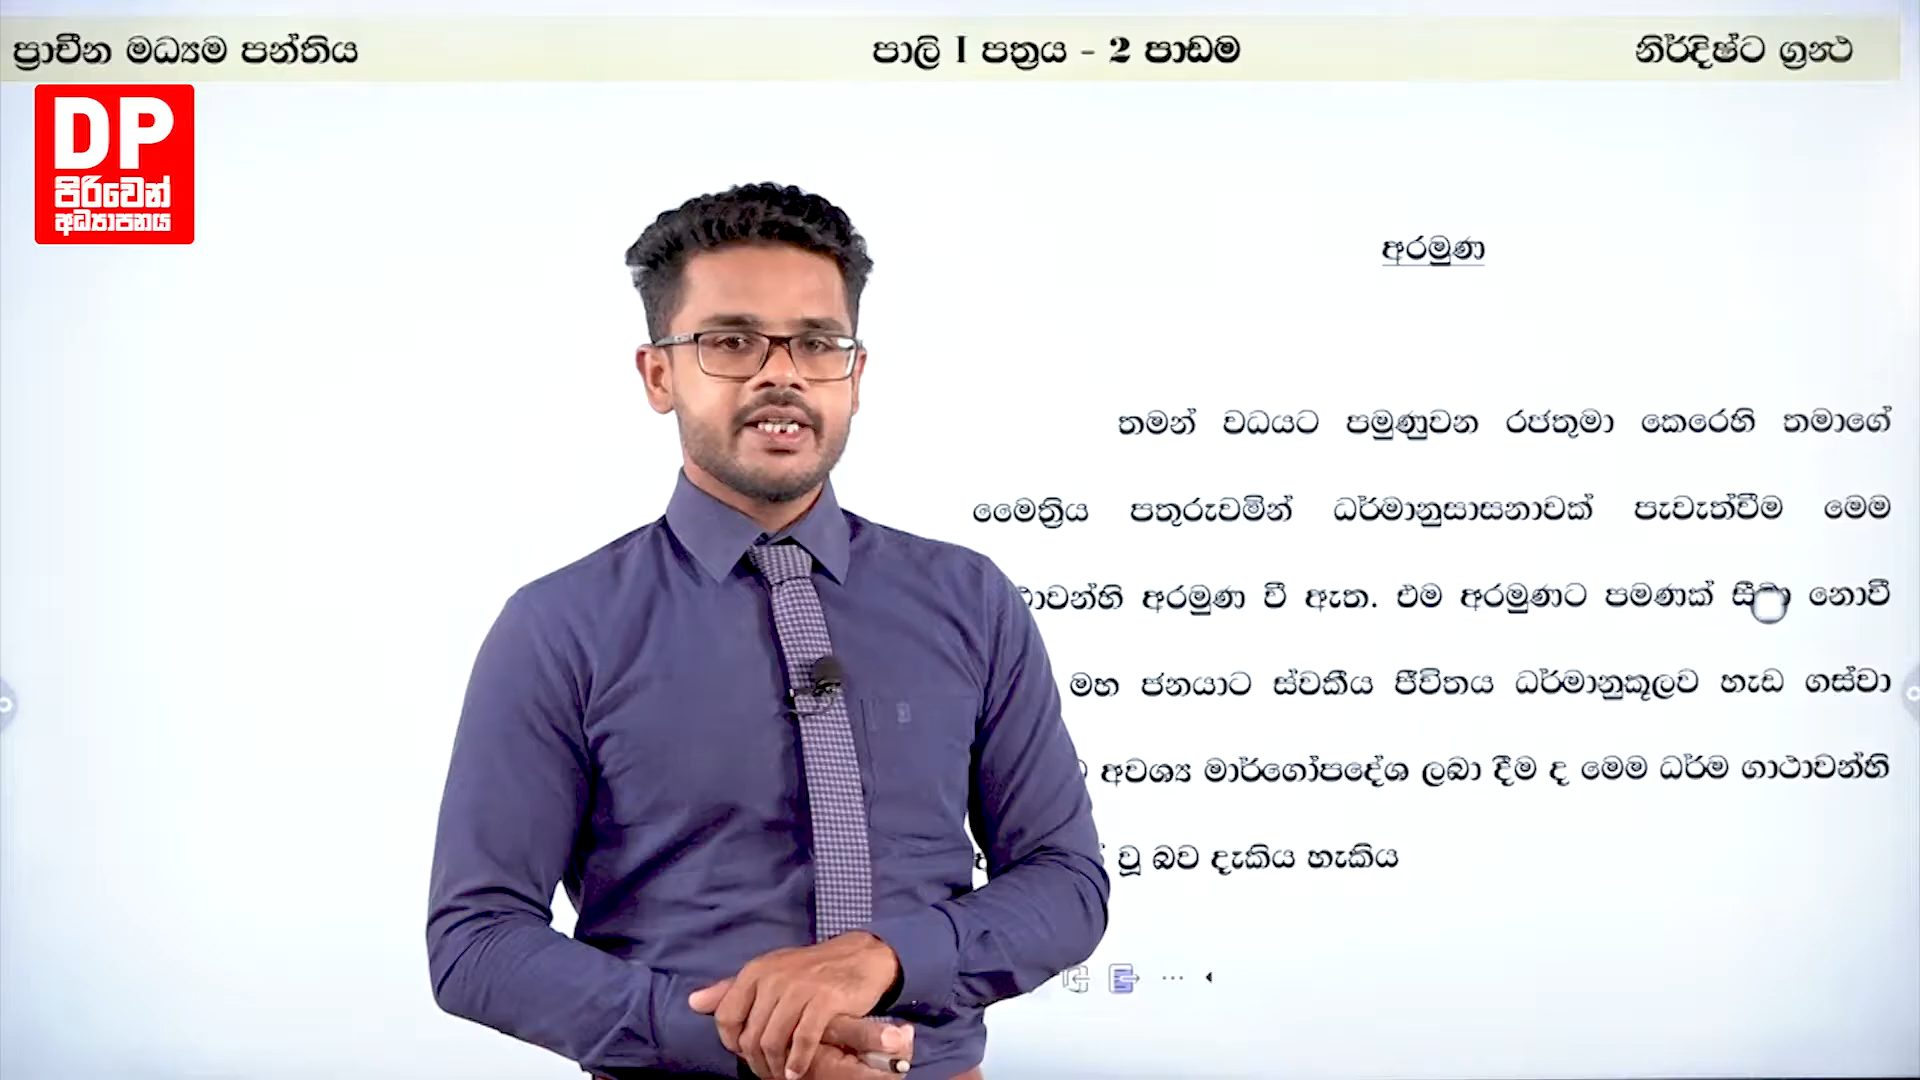 ප්‍රාචීන මධ්‍යම පන්තිය
පාලි I පත්‍රය - 2 පාඩම
නිර්දිෂ්ට ග්‍රන්ථ
DP
පිරිවෙන්
අධ්‍යාපනය
අරමුණ
තමන් වධයට පමුණුවන රජතුමා කෙරෙහි තමාගේ
මෛත්‍රිය පතුරුවමින් ධර්මානුසාසනාවක් පැවැත්වීම මෙම
අරමුණ වී ඇත. එම අරමුණට පමණක් නොවී
මහ ජනයාට ස්වකීය ජීවිතය ධර්මානුකූලව හැඩ ගස්වා
අවශ්‍ය මාර්ගෝපදේශ ලබා දීම ද මෙම ධර්ම ගාථාවන්හි
වූ බව දැකිය හැකිය